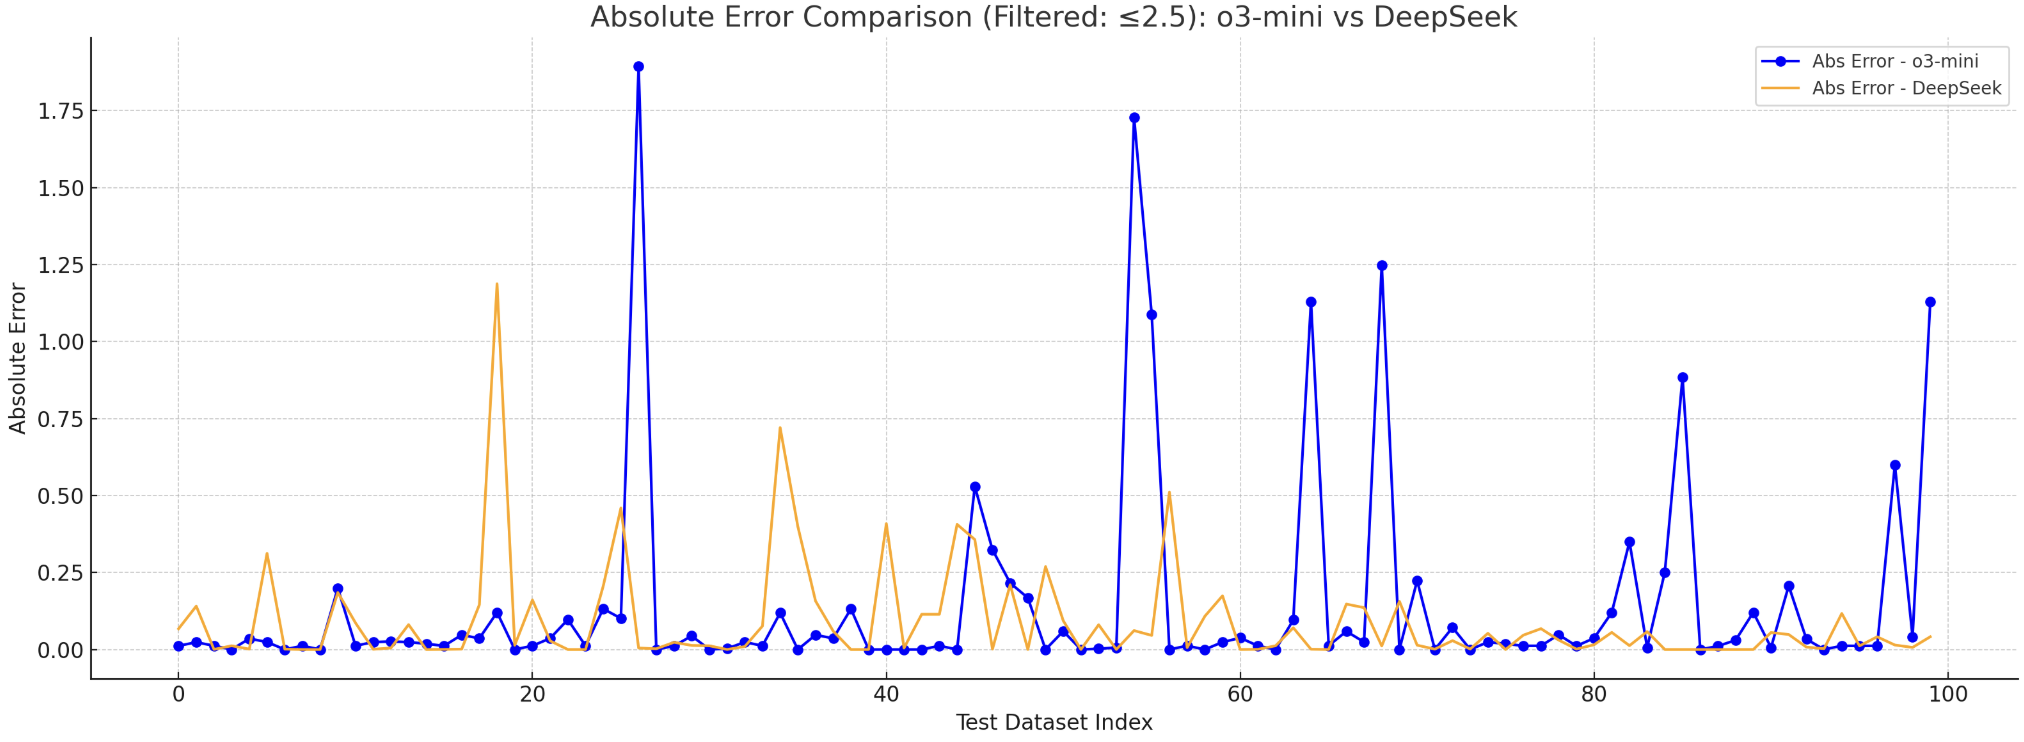 Absolute Error Comparison (Filtered: ≤2.5): o3-mini vs DeepSeek
Abs Error - o3-mini
Abs Error - DeepSeek
Absolute Error
1.75
1.50
1.25
1.00
0.75
0.50
0.25
0.00
0 20 40 60 80 100
Test Dataset Index